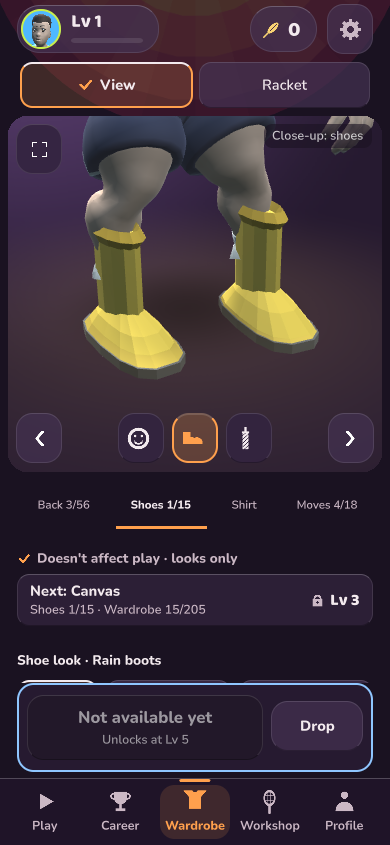 Lv 1
0
View
Racket
Close-up: shoes
Back 3/56
Shoes 1/15
Shirt
Moves 4/18
Doesn't affect play · looks only
Next: Canvas
Shoes 1/15 · Wardrobe 15/205
Lv 3
Shoe look · Rain boots
Not available yet
Unlocks at Lv 5
Drop
Play
Career
Wardrobe
Workshop
Profile